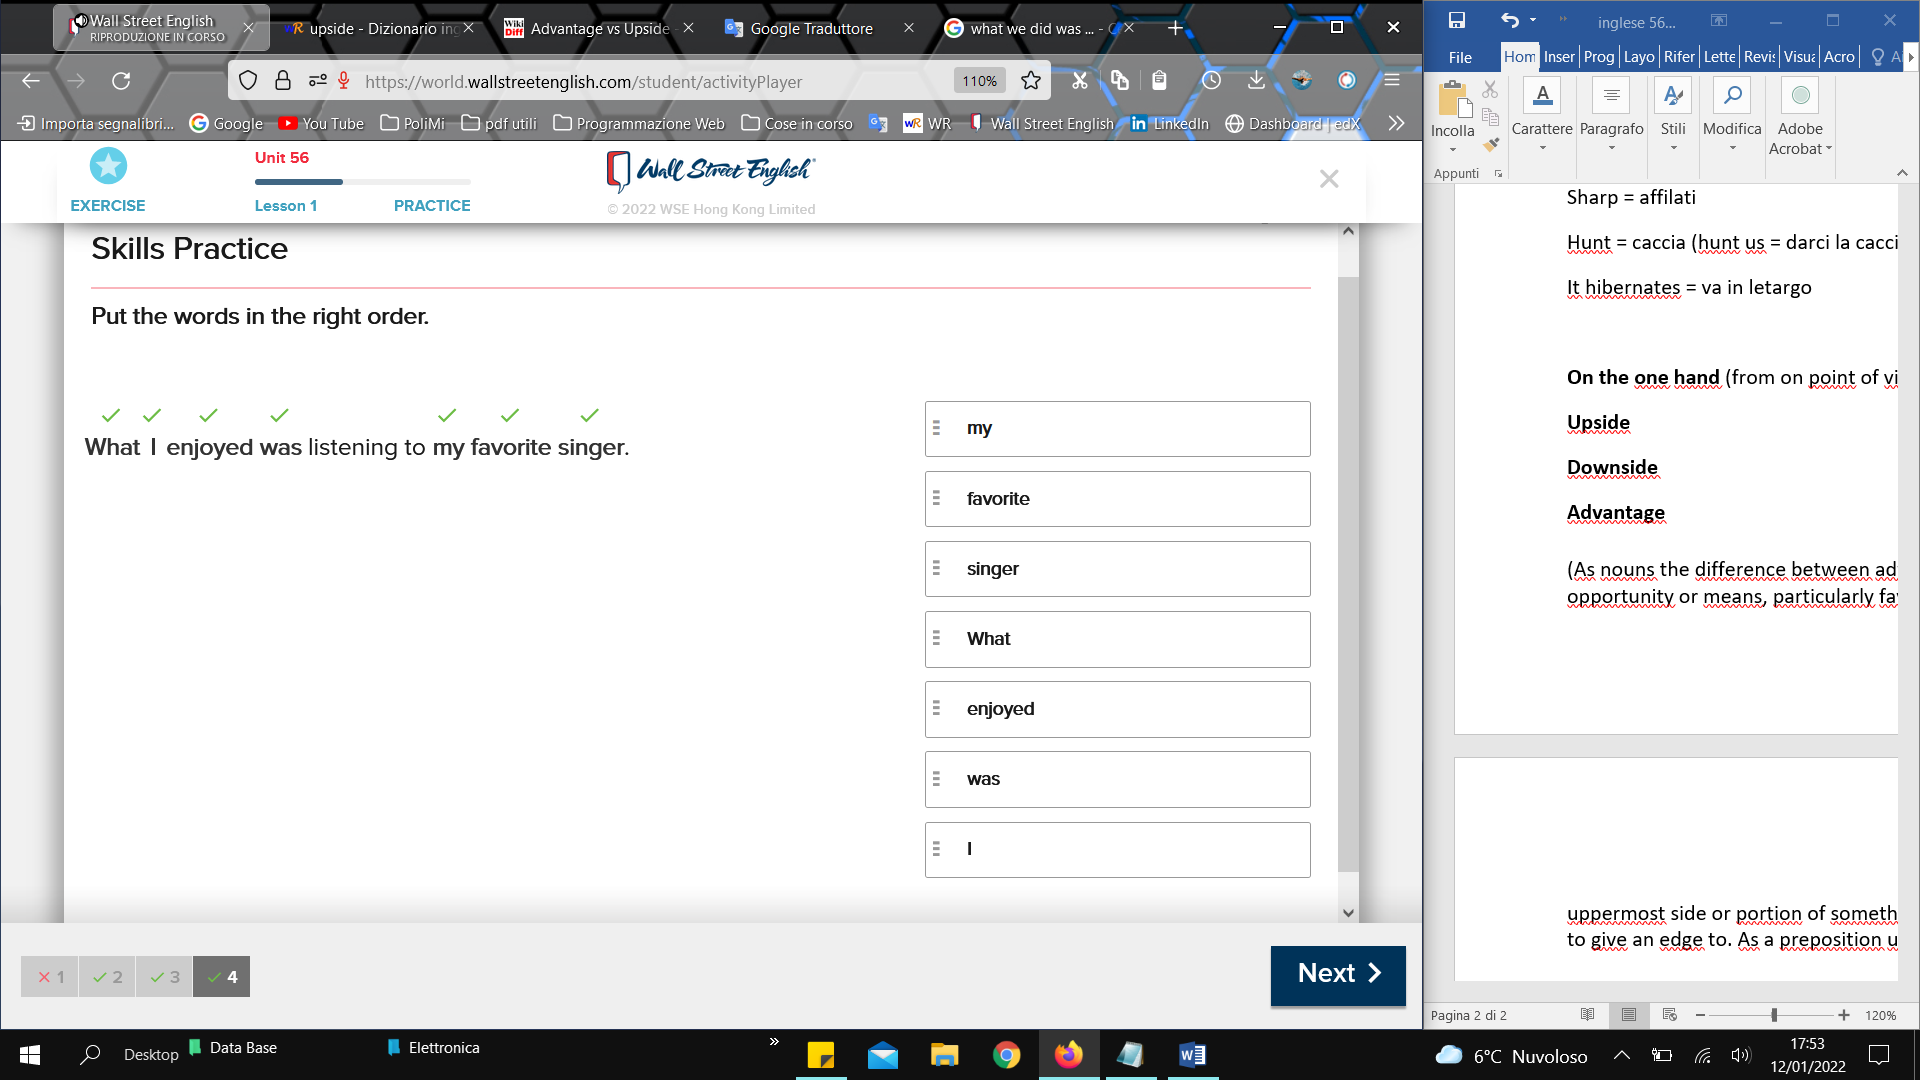 Wall Street English
RIPRODUZIONE IN CORSO
upside - Dizionario ing
Advantage vs Upside -
Google Traduttore
what we did was ... - C
https://world.wallstreetenglish.com/student/activityPlayer
110%
Importa segnalibri...
Google
You Tube
PoliMi
pdf utili
Programmazione Web
Cose in corso
WR
Wall Street English
LinkedIn
Dashboard | edX
EXERCISE
Unit 56
Lesson 1
PRACTICE
Wall Street English
© 2022 WSE Hong Kong Limited
Skills Practice
Put the words in the right order.
What I enjoyed was listening to my favorite singer.
my
favorite
singer
What
enjoyed
was
I
1
2
3
4
Next
inglese 56...
File
Hom
Inser
Prog
Layo
Rifer
Lette
Revis
Visua
Acro
Incolla
Carattere
Paragrafo
Stili
Modifica
Adobe
Acrobat
Appunti
Sharp = affilati
Hunt = caccia (hunt us = darci la cacci
It hibernates = va in letargo
On the one hand (from on point of vi
Upside
Downside
Advantage
(As nouns the difference between ad
opportunity or means, particularly fa
uppermost side or portion of someth
to give an edge to. As a preposition u
Pagina 2 di 2
120%
Desktop
Data Base
Elettronica
6°C Nuvoloso
17:53
12/01/2022